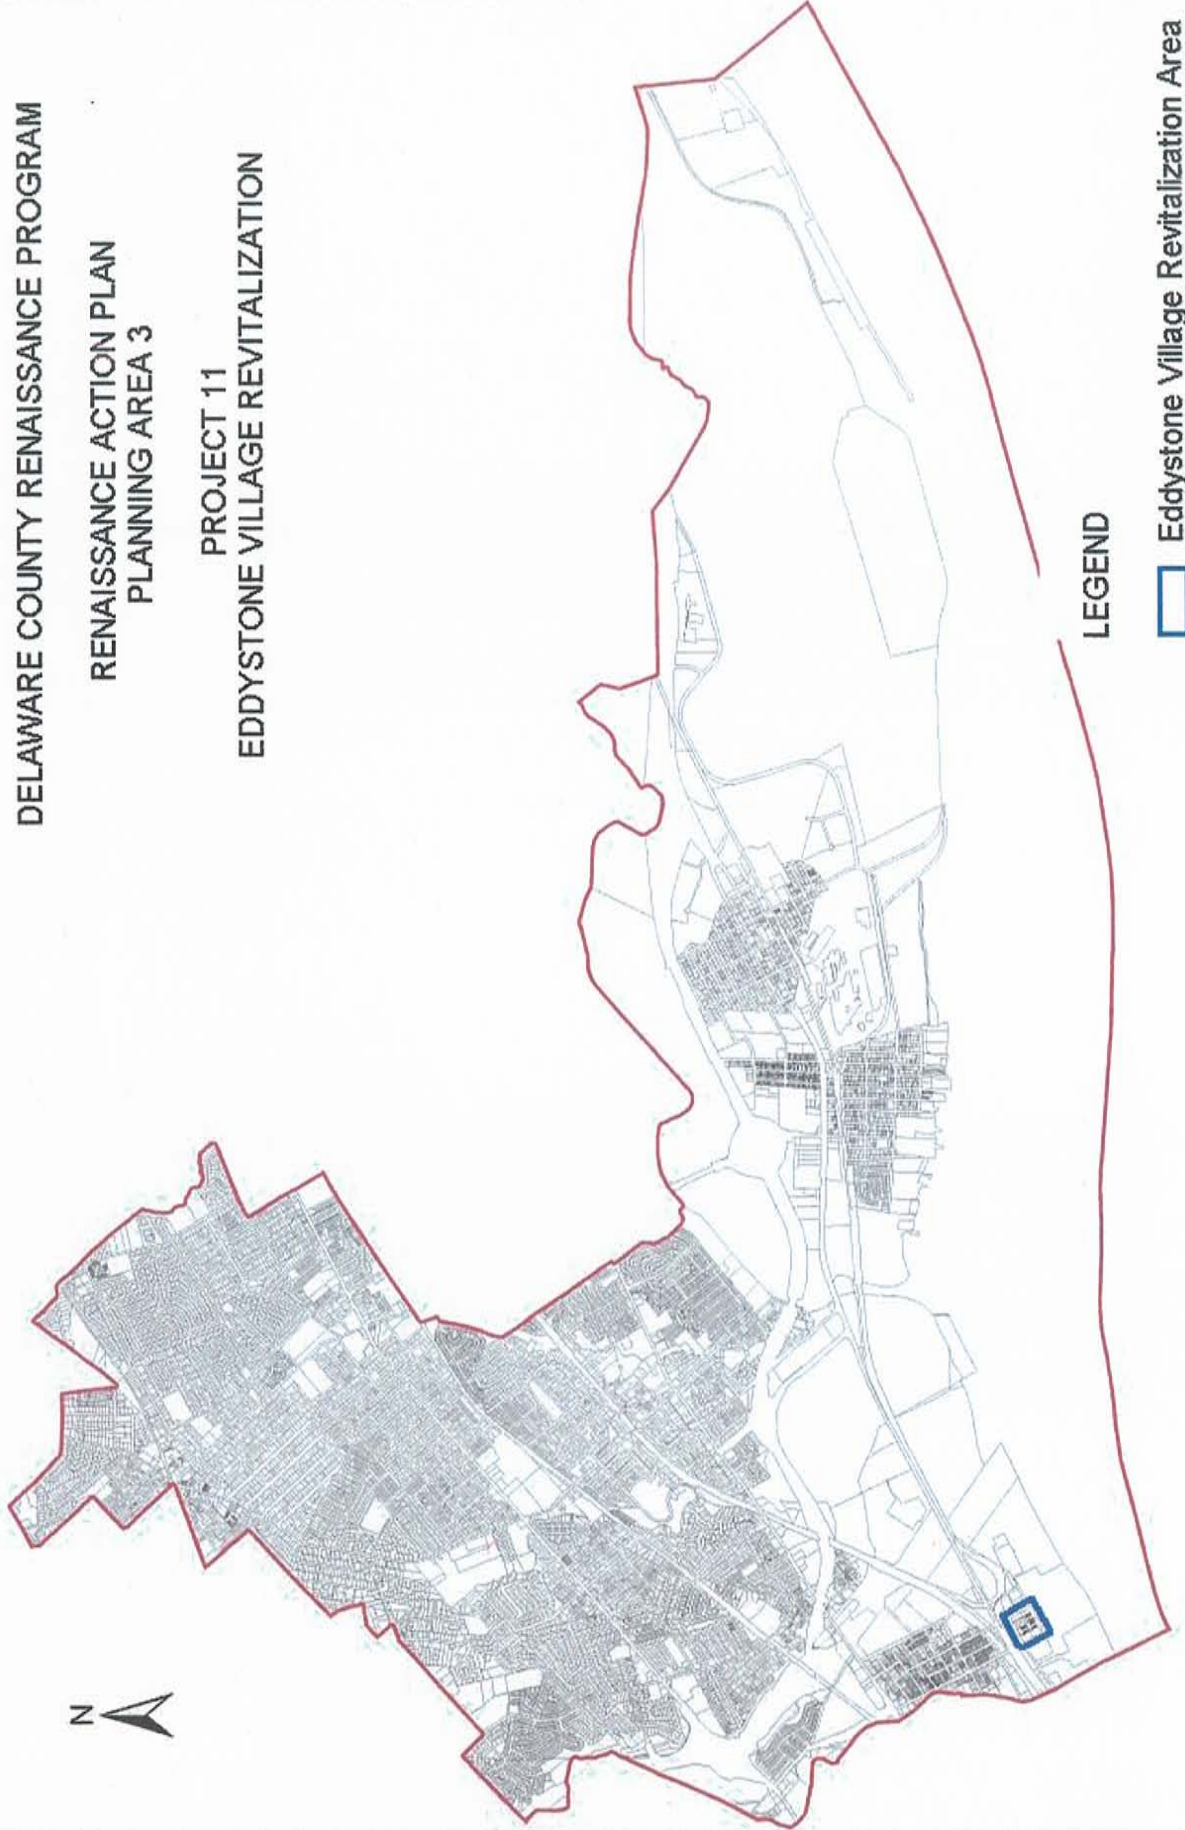 DELAWARE COUNTY RENAISSANCE PROGRAM
RENAISSANCE ACTION PLAN
PLANNING AREA 3
PROJECT 11
EDDYSTONE VILLAGE REVITALIZATION
N
LEGEND
Eddystone Village Revitalization Area